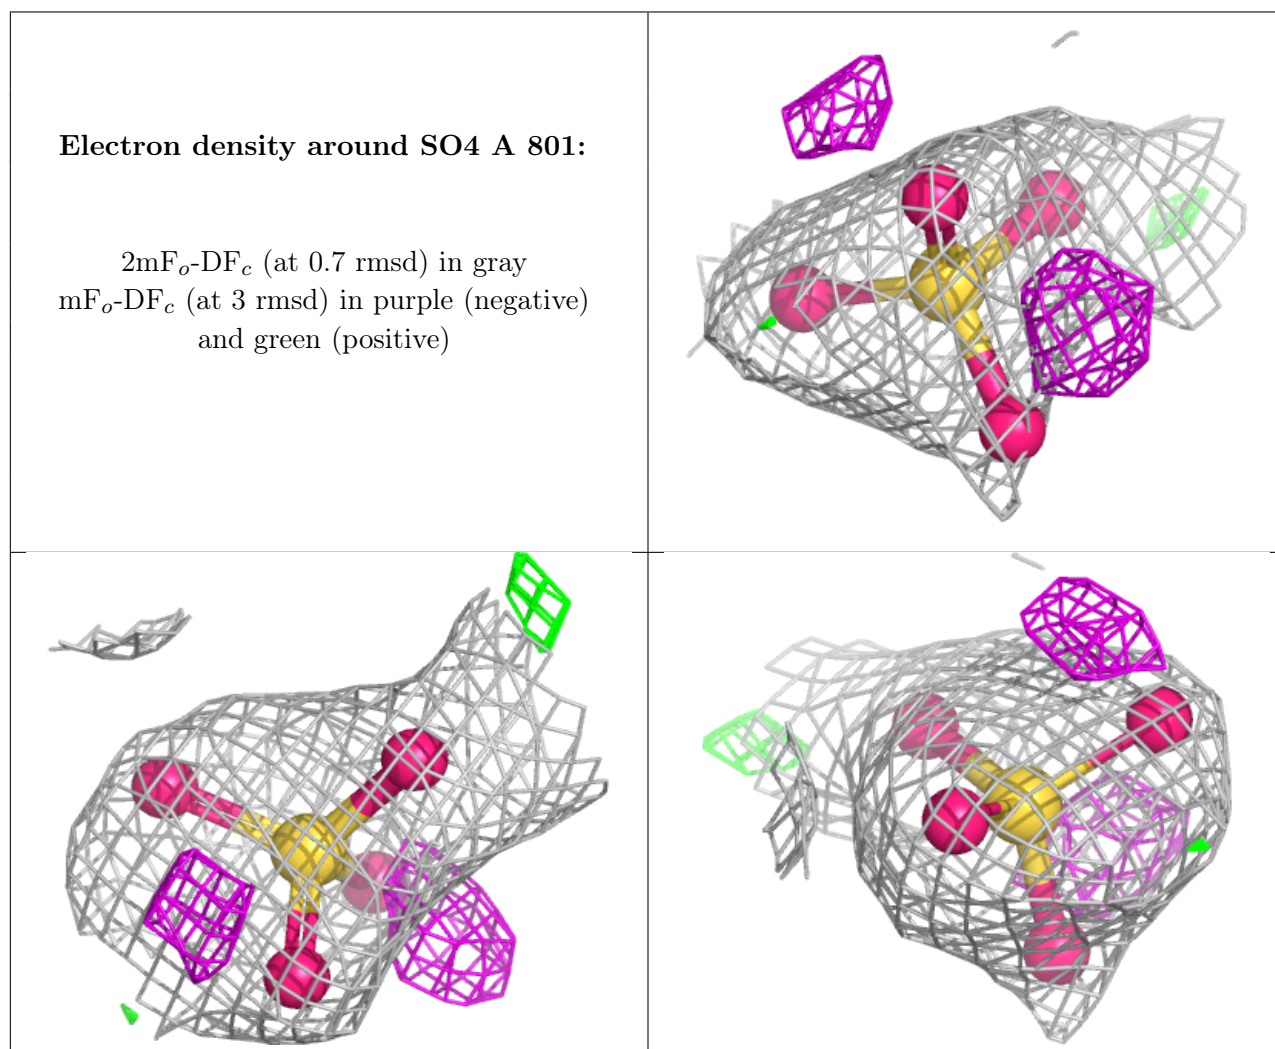 Electron density around SO4 A 801:
2mFo-DFc (at 0.7 rmsd) in gray
mFo-DFc (at 3 rmsd) in purple (negative)
and green (positive)